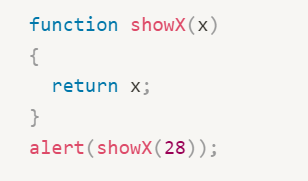 function showX(x)
{
  return x;
}
alert(showX(28));